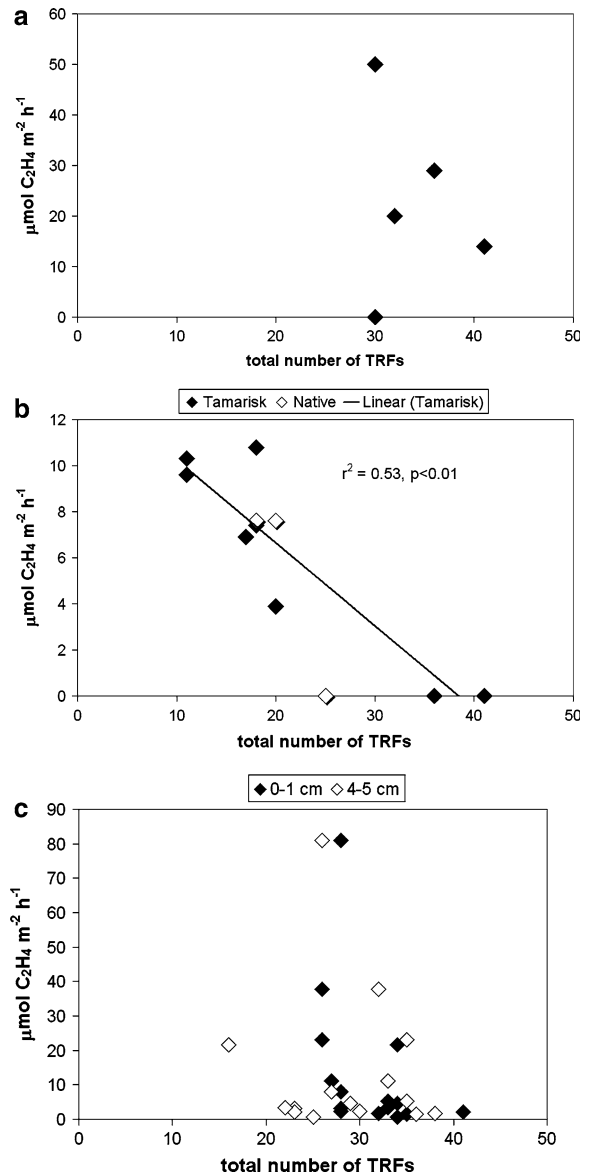 a
60
50
40
30
20
10
0
0 10 20 30 40 50
μmol C₂H₄ m⁻² h⁻¹
total number of TRFs
b
Tamarisk Native Linear (Tamarisk)
12
10
8
6
4
2
0
0 10 20 30 40 50
r² = 0.53, p<0.01
μmol C₂H₄ m⁻² h⁻¹
total number of TRFs
c
0-1 cm 4-5 cm
90
80
70
60
50
40
30
20
10
0
0 10 20 30 40 50
μmol C₂H₄ m⁻² h⁻¹
total number of TRFs